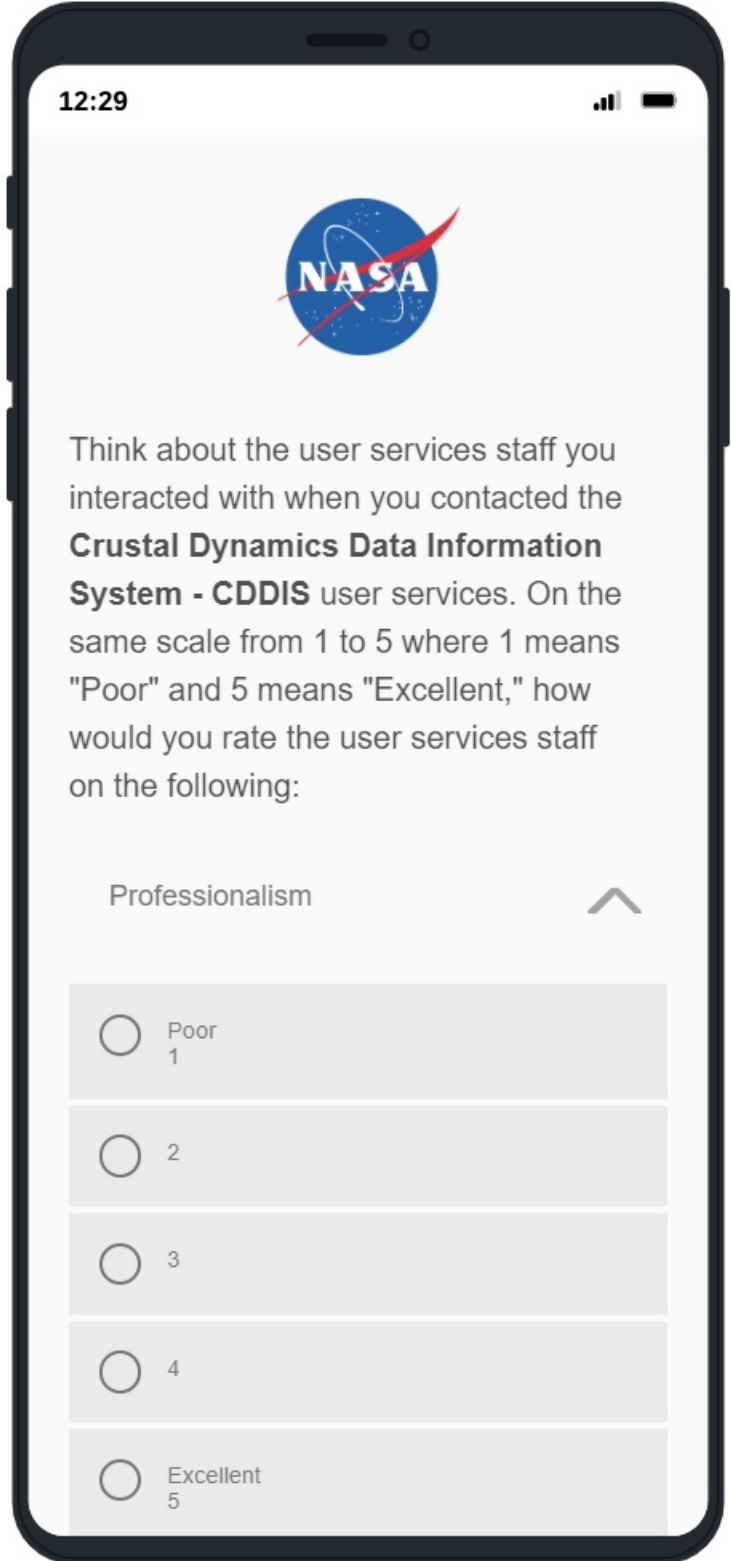 12:29
NASA
Think about the user services staff you
interacted with when you contacted the
Crustal Dynamics Data Information
System - CDDIS user services. On the
same scale from 1 to 5 where 1 means
"Poor" and 5 means "Excellent," how
would you rate the user services staff
on the following:
Professionalism
Poor
1
2
3
4
Excellent
5